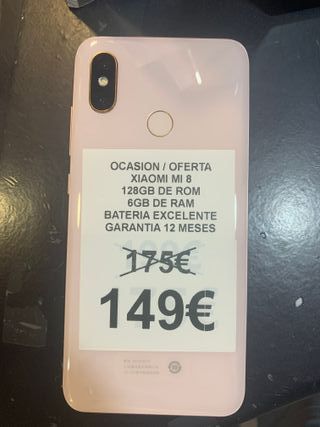 OCASION / OFERTA
XIAOMI MI 8
128GB DE ROM
6GB DE RAM
BATERIA EXCELENTE
GARANTIA 12 MESES
175€
149€